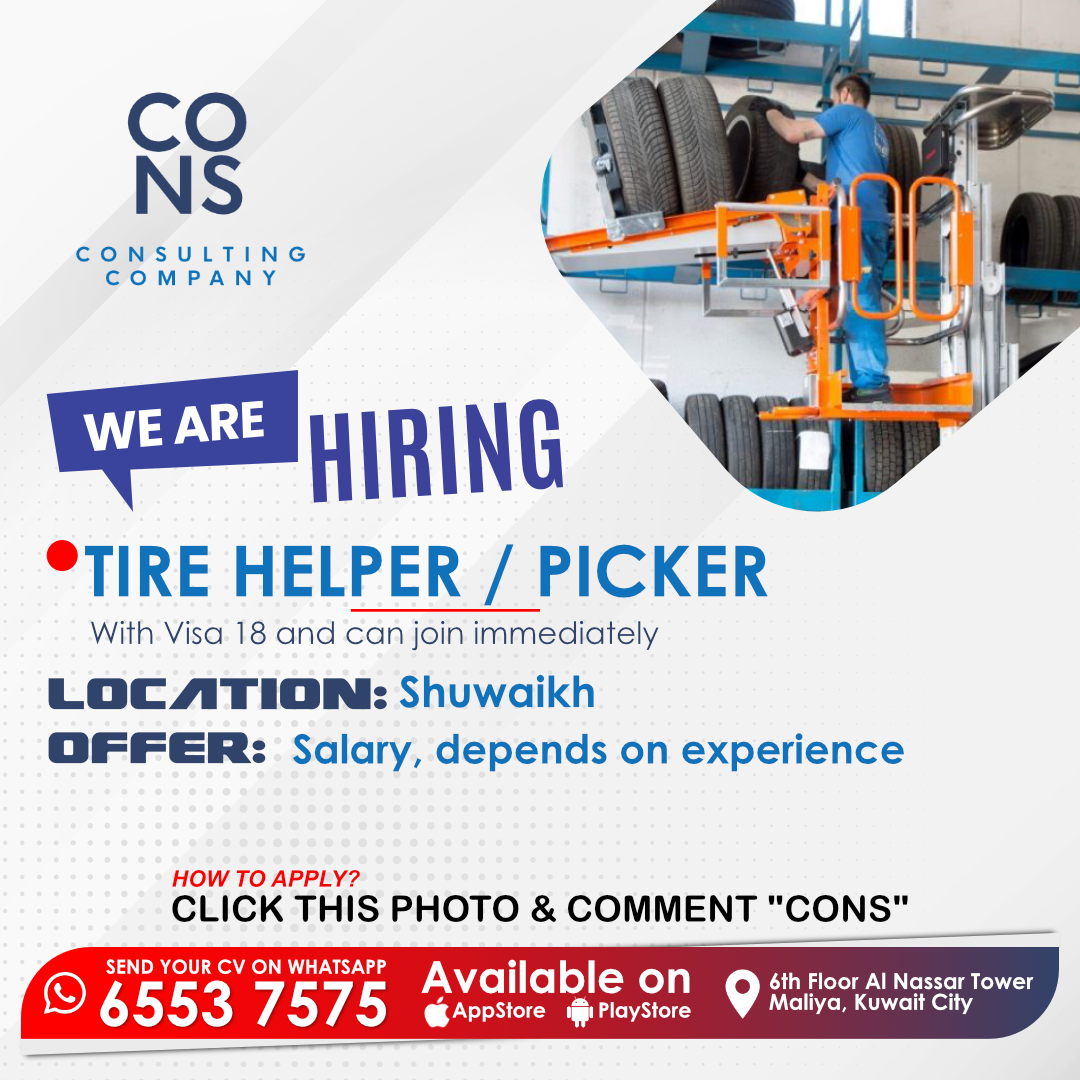 CO
NS
CONSULTING
COMPANY
WE ARE HIRING
TIRE HELPER / PICKER
With Visa 18 and can join immediately
LOCATION: Shuwaikh
OFFER: Salary, depends on experience
HOW TO APPLY?
CLICK THIS PHOTO & COMMENT "CONS"
SEND YOUR CV ON WHATSAPP
6553 7575
Available on
AppStore PlayStore
6th Floor Al Nassar Tower
Maliya, Kuwait City